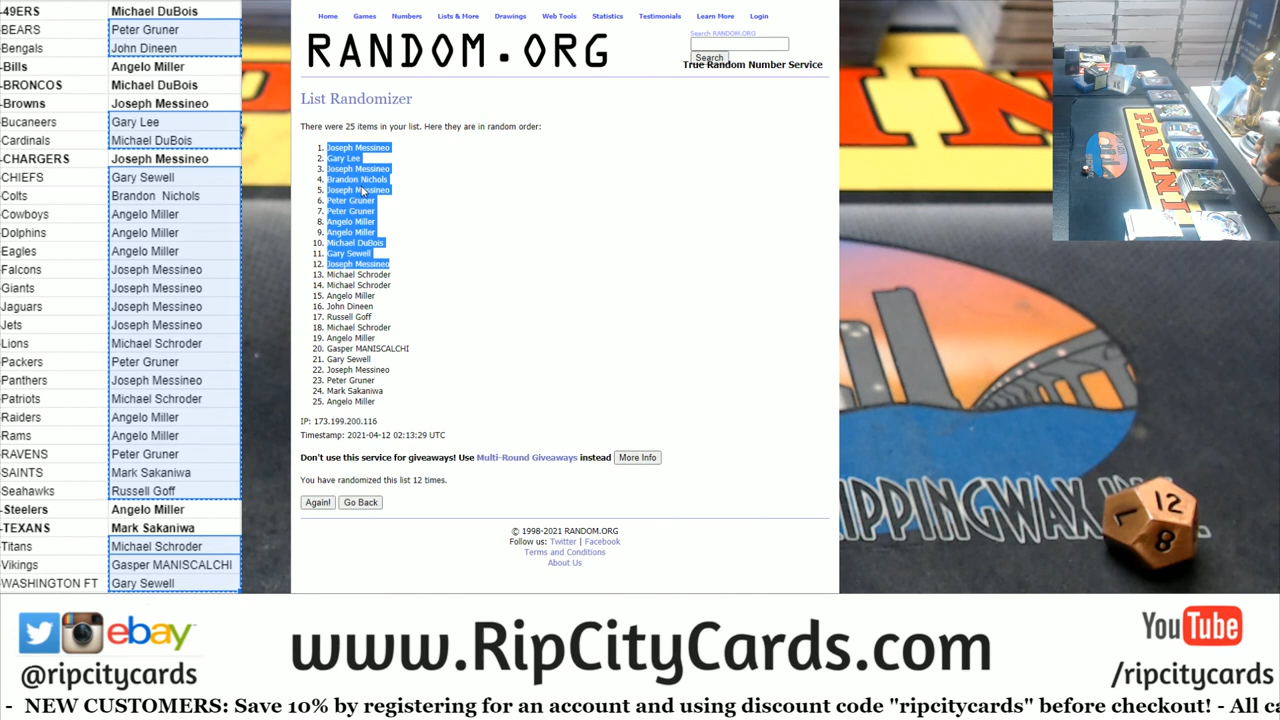 -49ERS Michael DuBois
BEARS Peter Gruner
Bengals John Dineen
-Bills Angelo Miller
-BRONCOS Michael DuBois
-Browns Joseph Messineo
Bucaneers Gary Lee
Cardinals Michael DuBois
-CHARGERS Joseph Messineo
CHIEFS Gary Sewell
Colts Brandon Nichols
Cowboys Angelo Miller
Dolphins Angelo Miller
Eagles Angelo Miller
Falcons Joseph Messineo
Giants Joseph Messineo
Jaguars Joseph Messineo
Jets Joseph Messineo
Lions Michael Schroder
Packers Peter Gruner
Panthers Joseph Messineo
Patriots Michael Schroder
Raiders Angelo Miller
Rams Angelo Miller
RAVENS Peter Gruner
SAINTS Mark Sakaniwa
Seahawks Russell Goff
-Steelers Angelo Miller
-TEXANS Mark Sakaniwa
Titans Michael Schroder
Vikings Gasper MANISCALCHI
WASHINGTON FT Gary Sewell
Home Games Numbers Lists & More Drawings Web Tools Statistics Testimonials Learn More Login
RANDOM.ORG
Search RANDOM.ORG
Search
True Random Number Service
List Randomizer
There were 25 items in your list. Here they are in random order:
1. Joseph Messineo
2. Gary Lee
3. Joseph Messineo
4. Brandon Nichols
5. Joseph Messineo
6. Peter Gruner
7. Peter Gruner
8. Angelo Miller
9. Angelo Miller
10. Michael DuBois
11. Gary Sewell
12. Joseph Messineo
13. Michael Schroder
14. Michael Schroder
15. Angelo Miller
16. John Dineen
17. Russell Goff
18. Michael Schroder
19. Angelo Miller
20. Gasper MANISCALCHI
21. Gary Sewell
22. Joseph Messineo
23. Peter Gruner
24. Mark Sakaniwa
25. Angelo Miller
IP: 173.199.200.116
Timestamp: 2021-04-12 02:13:29 UTC
Don't use this service for giveaways! Use Multi-Round Giveaways instead More Info
You have randomized this list 12 times.
Again! Go Back
© 1998-2021 RANDOM.ORG
Follow us: Twitter | Facebook
Terms and Conditions
About Us
PANINI
RIPPINGWAX
12
8
ebay
@ripcitycards
www.RipCityCards.com
YouTube
/ripcitycards
- NEW CUSTOMERS: Save 10% by registering for an account and using discount code "ripcitycards" before checkout! - All